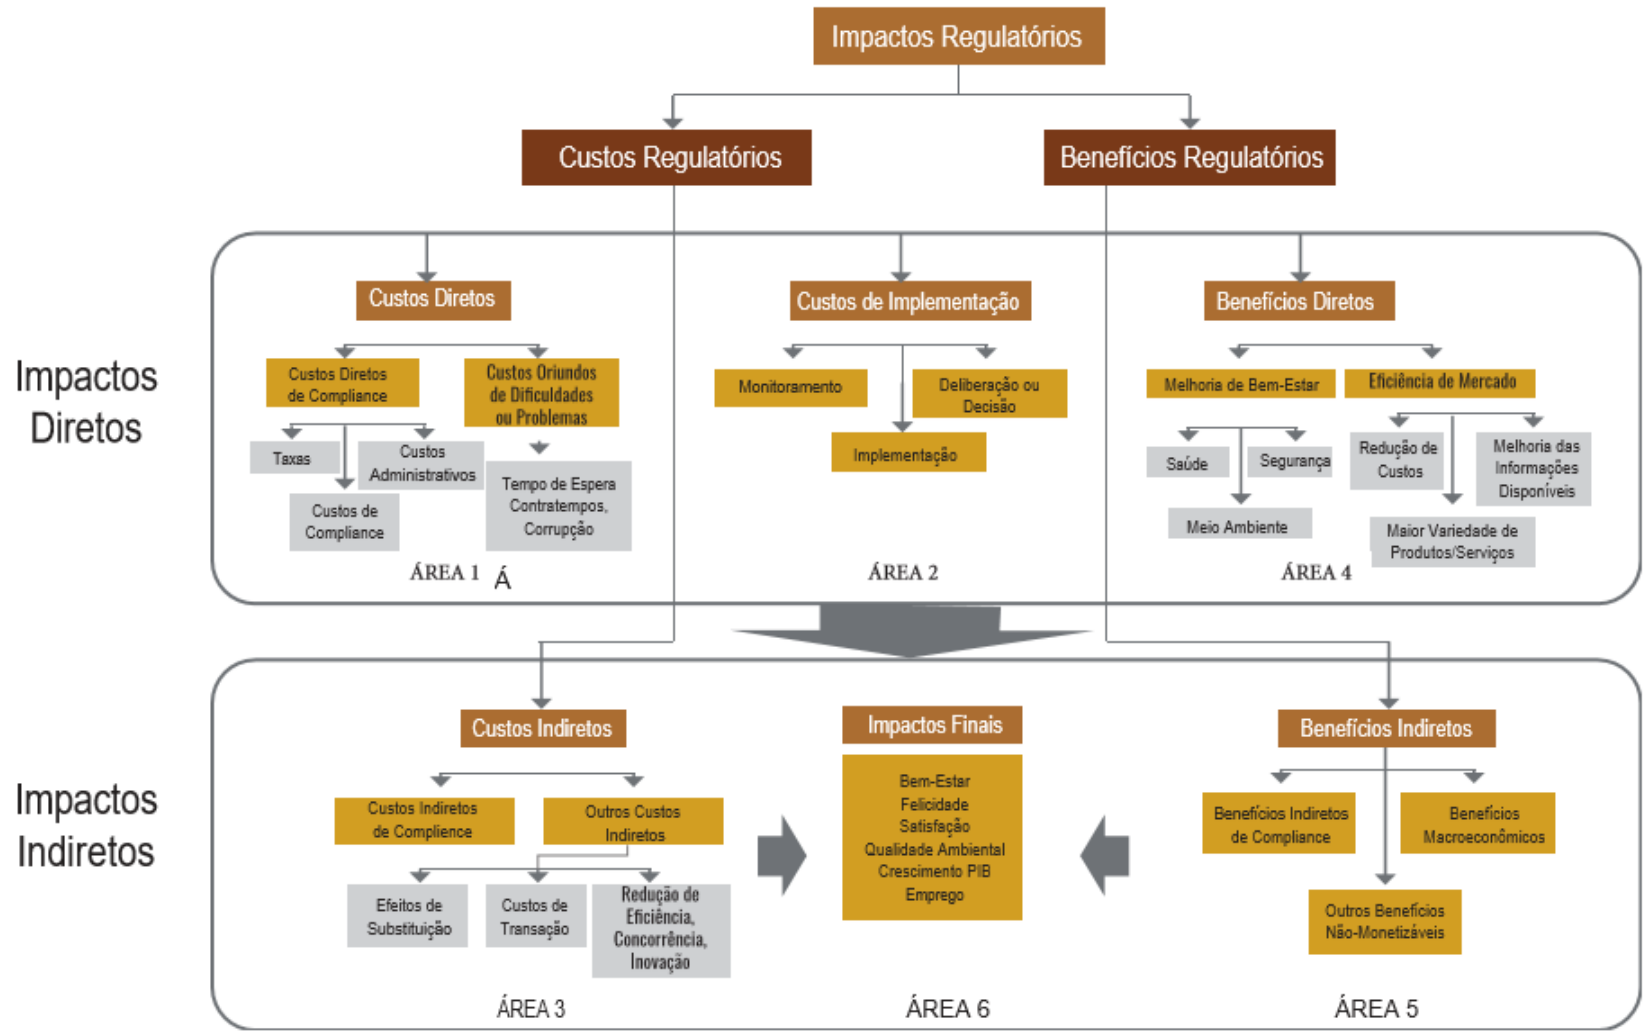 Impactos Regulatórios
Custos Regulatórios
Benefícios Regulatórios
Impactos
Diretos
Custos Diretos
Custos Diretos
de Compliance
Custos Oriundos
de Dificuldades
ou Problemas
Taxas
Custos
Administrativos
Custos de
Compliance
Tempo de Espera
Contratempos,
Corrupção
ÁREA 1
Á
Custos de Implementação
Monitoramento
Deliberação ou
Decisão
Implementação
ÁREA 2
Benefícios Diretos
Melhoria de Bem-Estar
Eficiência de Mercado
Saúde
Segurança
Meio Ambiente
Redução de
Custos
Melhoria das
Informações
Disponíveis
Maior Variedade de
Produtos/Serviços
ÁREA 4
Impactos
Indiretos
Custos Indiretos
Custos Indiretos
de Complience
Outros Custos
Indiretos
Efeitos de
Substituição
Custos de
Transação
Redução de
Eficiência,
Concorrência,
Inovação
ÁREA 3
Impactos Finais
Bem-Estar
Felicidade
Satisfação
Qualidade Ambiental
Crescimento PIB
Emprego
ÁREA 6
Benefícios Indiretos
Benefícios Indiretos
de Compliance
Benefícios
Macroeconômicos
Outros Benefícios
Não-Monetizáveis
ÁREA 5